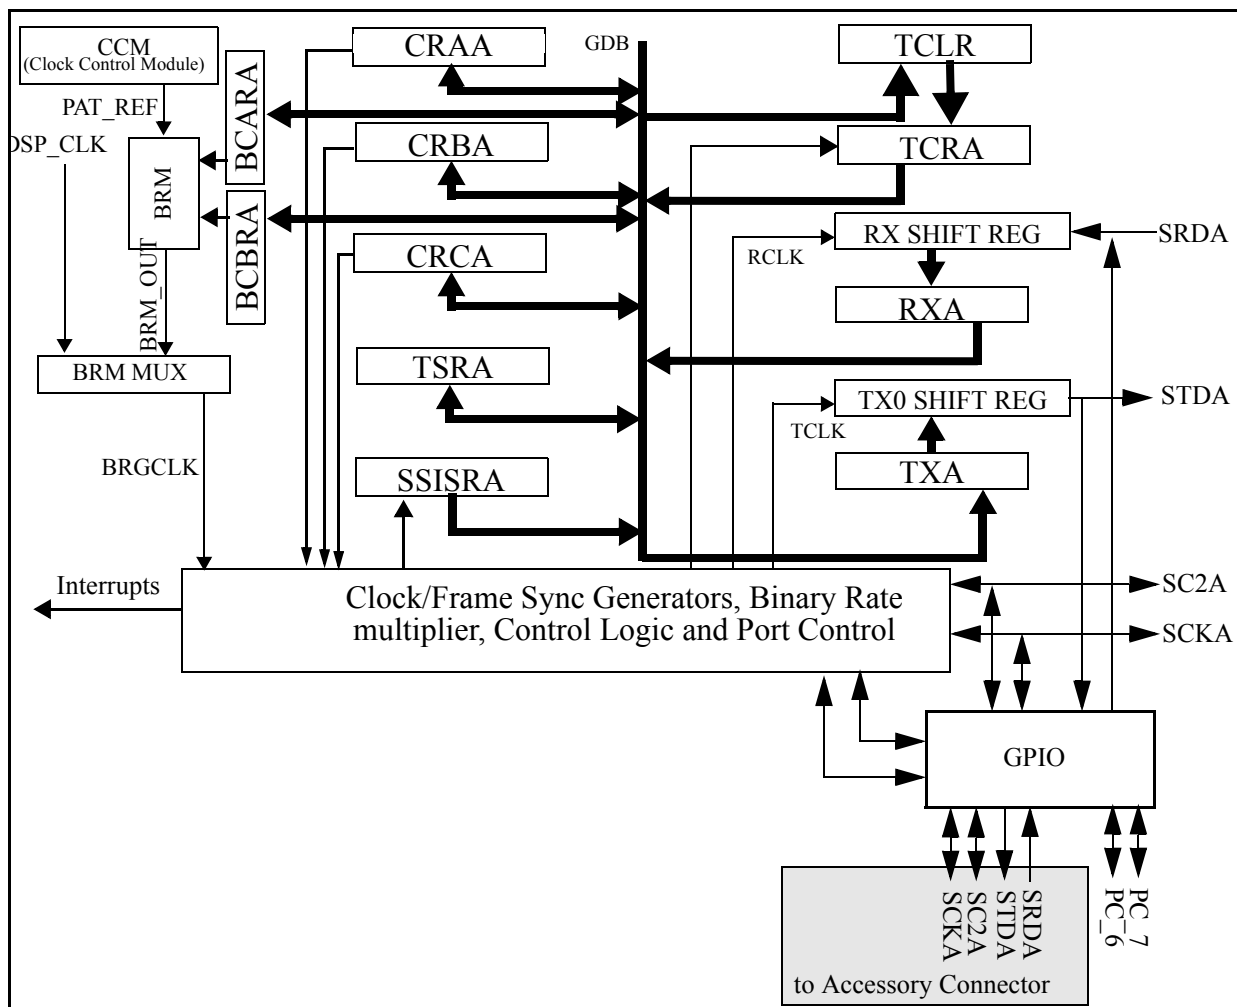 CCM
(Clock Control Module)
PAT_REF
DSP_CLK
BRM
BCARA
BCBRA
BRM_OUT
BRM MUX
BRGCLK
Interrupts
CRAA
CRBA
CRCA
TSRA
SSISRA
GDB
TCLR
TCRA
RCLK
RX SHIFT REG
SRDA
RXA
TX0 SHIFT REG
STDA
TCLK
TXA
Clock/Frame Sync Generators, Binary Rate
multiplier, Control Logic and Port Control
SC2A
SCKA
GPIO
SCKA
SC2A
STDA
SRDA
PC_6
PC_7
to Accessory Connector